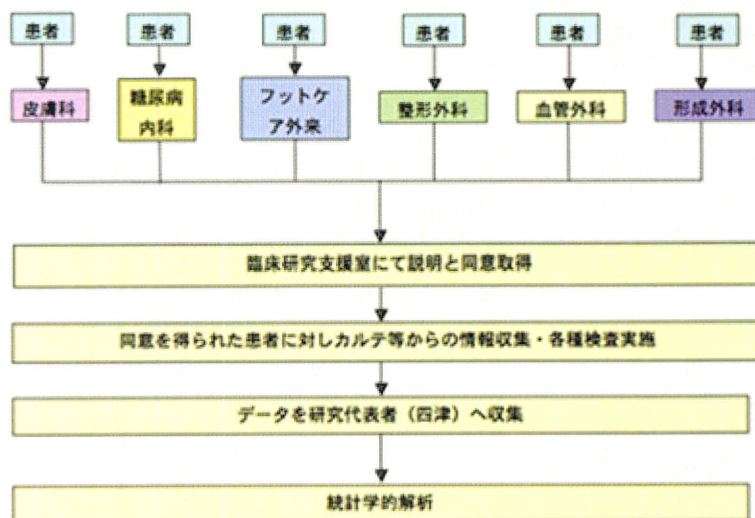 患者 患者 患者 患者 患者 患者
皮膚科
糖尿病
内科
フットケ
ア外来
整形外科
血管外科
形成外科
臨床研究支援室にて説明と同意取得
同意を得られた患者に対しカルテ等からの情報収集・各種検査実施
データを研究代表者（四津）へ収集
統計学的解析